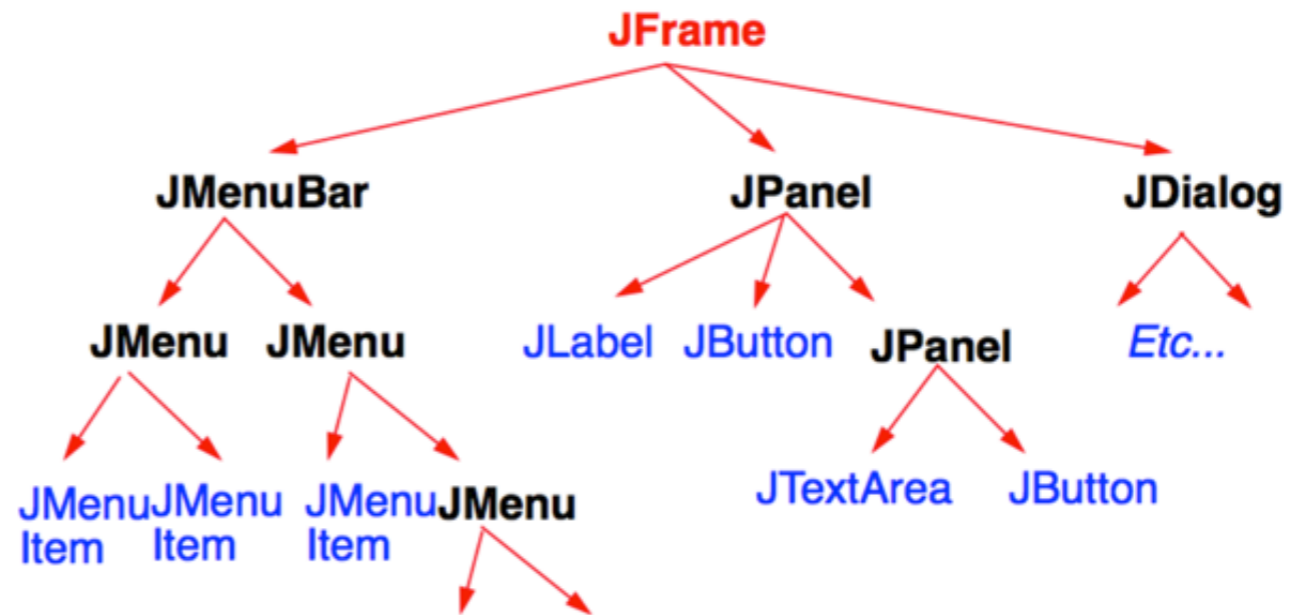 JFrame
JMenuBar JPanel JDialog
JMenu JMenu JLabel JButton JPanel Etc...
JMenu JMenu JMenu JMenu JTextArea JButton
Item Item Item